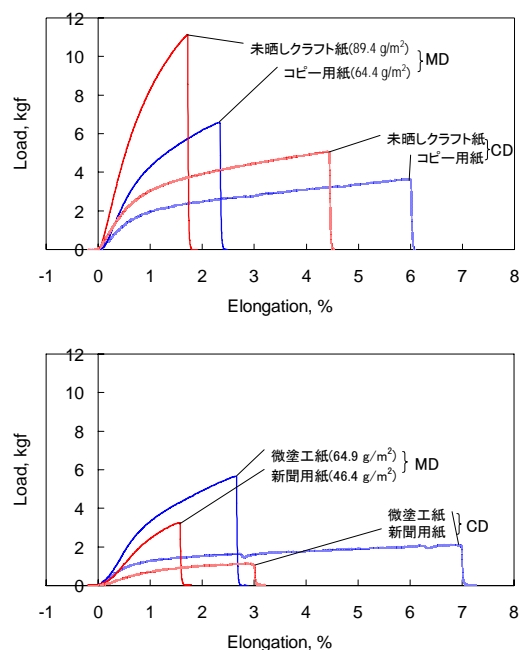 12
10
8
6
4
2
0
Load, kgf
未晒しクラフト紙(89.4 g/m²)
コピー用紙(64.4 g/m²)
MD
未晒しクラフト紙
コピー用紙
CD
-1 0 1 2 3 4 5 6 7 8
Elongation, %
12
10
8
6
4
2
0
Load, kgf
微塗工紙(64.9 g/m²)
新聞用紙(46.4 g/m²)
MD
微塗工紙
新聞用紙
CD
-1 0 1 2 3 4 5 6 7 8
Elongation, %